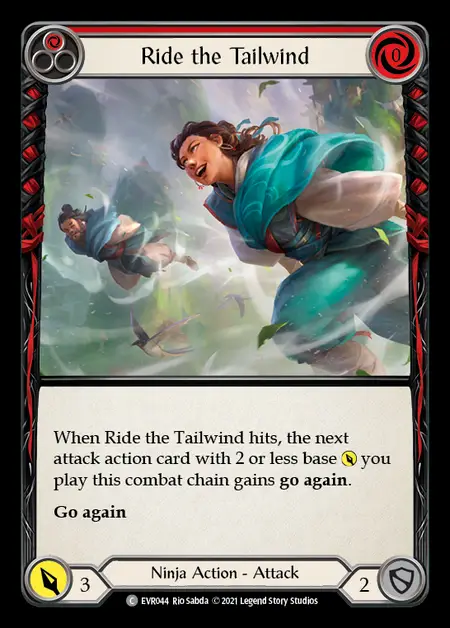 Ride the Tailwind
0
When Ride the Tailwind hits, the next
attack action card with 2 or less base you
play this combat chain gains go again.
Go again
3
Ninja Action - Attack
2
C EVR044 Rio Sabda © 2021 Legend Story Studios